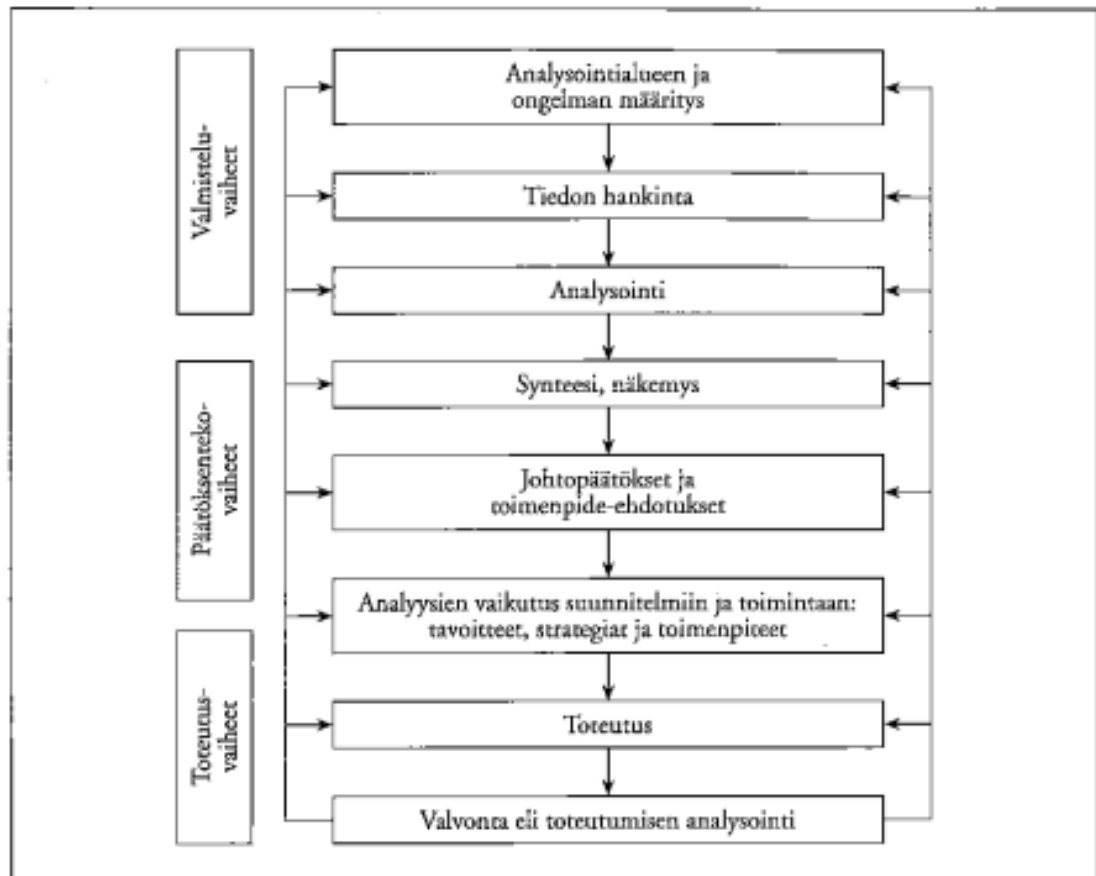 Valmistelu-
vaiheet
Analysointialueen ja
ongelman määritys
Tiedon hankinta
Analysointi
Päätöksenteko-
vaiheet
Synteesi, näkemys
Johtopäätökset ja
toimenpide-ehdotukset
Analyysien vaikutus suunnitelmiin ja toimintaan:
tavoitteet, strategiat ja toimenpiteet
Toteutus-
vaiheet
Toteutus
Valvonta eli toteutumisen analysointi